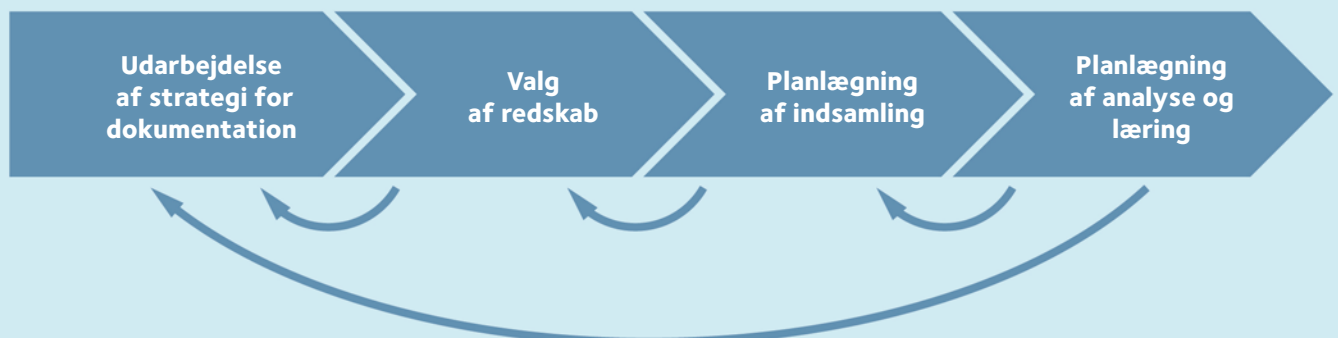 Udarbejdelse
af strategi for
dokumentation
Valg
af redskab
Planlægning
af indsamling
Planlægning
af analyse og
læring